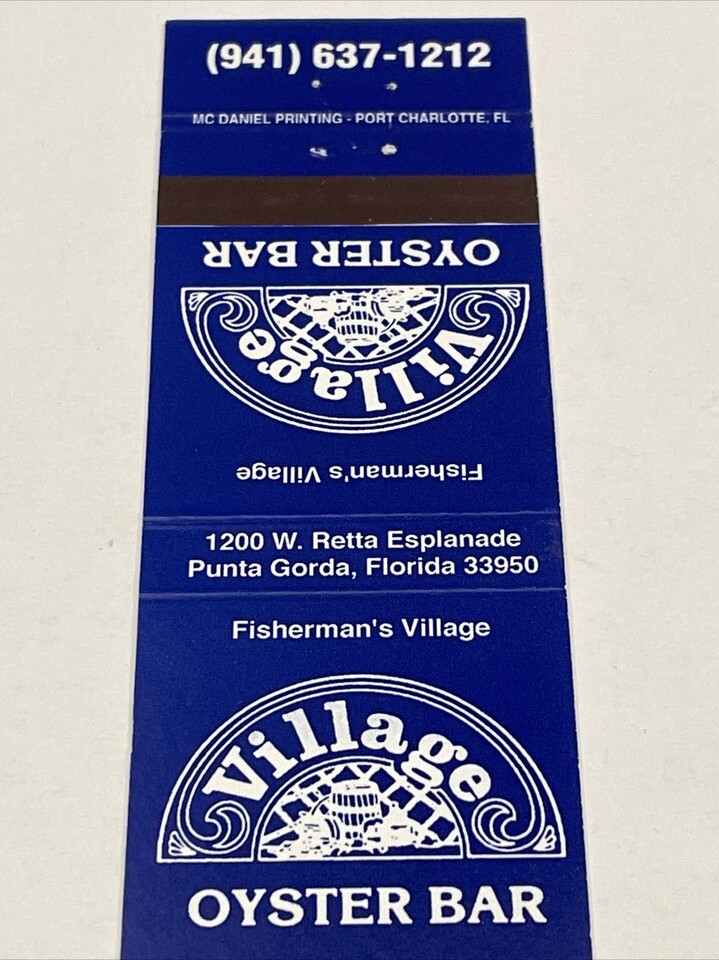 (941) 637-1212
MC DANIEL PRINTING - PORT CHARLOTTE, FL
OYSTER BAR
Village
Fisherman's Village
1200 W. Retta Esplanade
Punta Gorda, Florida 33950
Fisherman's Village
Village
OYSTER BAR